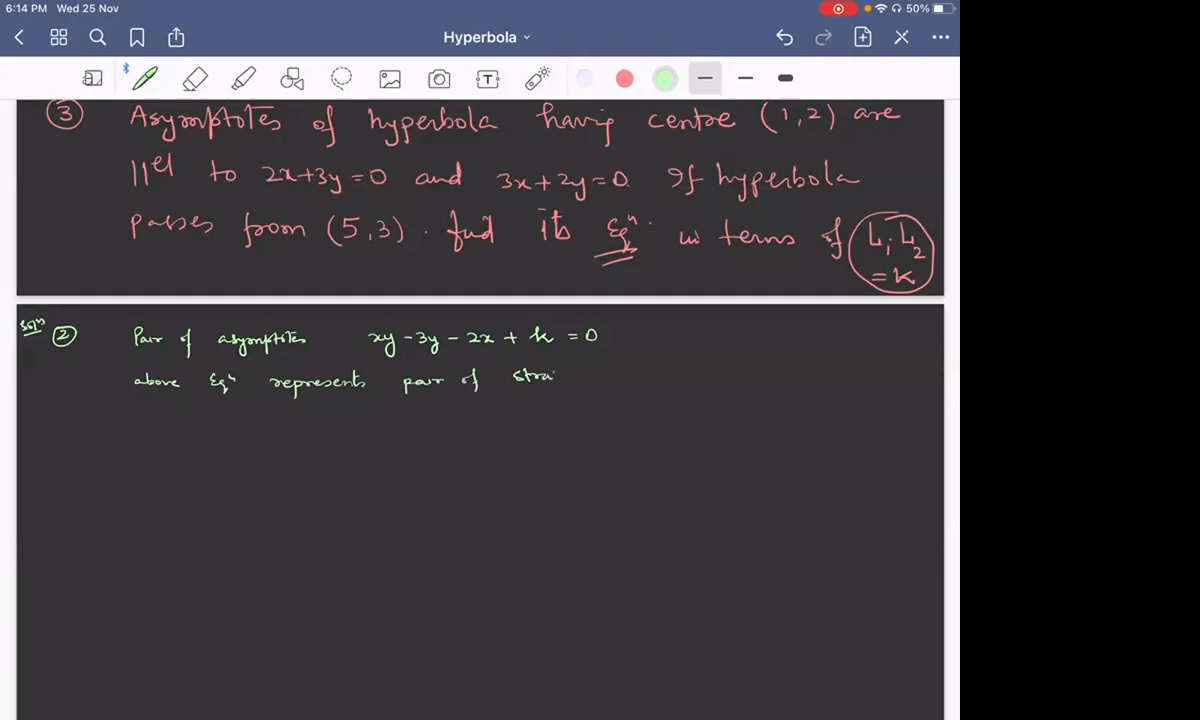 6:14 PM Wed 25 Nov
50%
Hyperbola
T
3 Asymptotes of hyperbola having centre (1,2) are
11el to 2x+3y=0 and 3x+2y=0. If hyperbola
passes from (5,3). find its Eqn. in terms of L1L2
=k
Soln 2 Pair of asymptotes xy - 3y - 2x + k = 0
above Eqn represents pair of stra